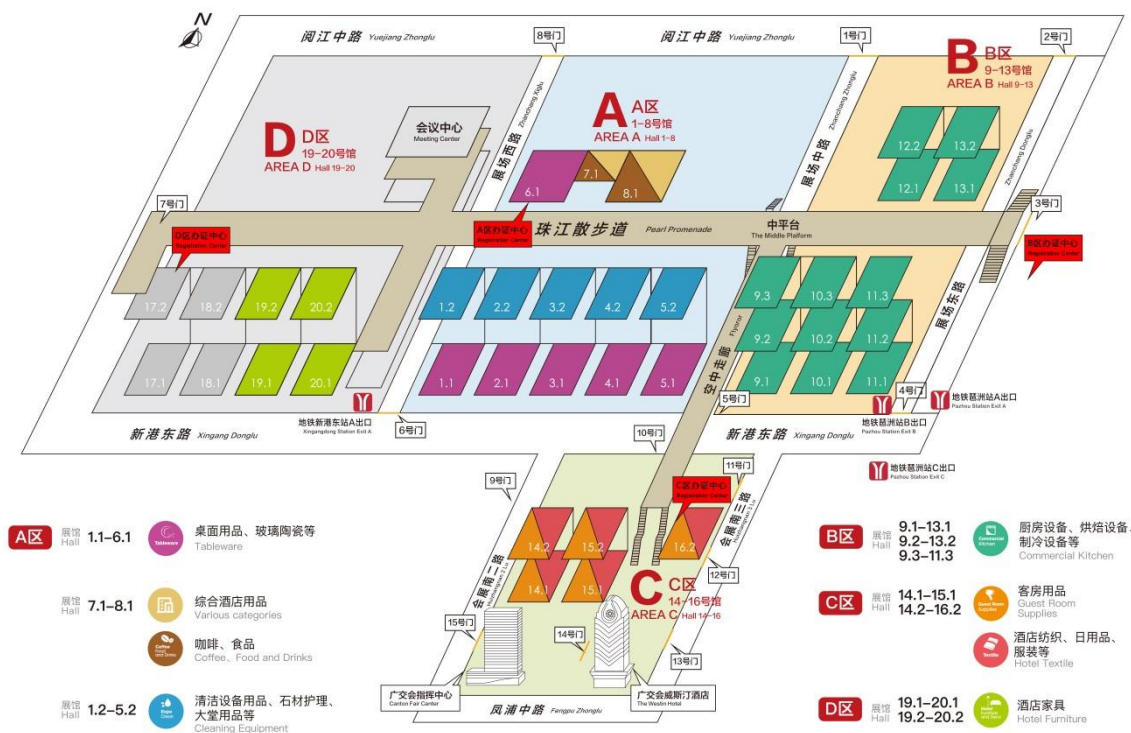 N
阅江中路 Yuejiang Zhonglu
8号门
阅江中路 Yuejiang Zhonglu
1号门
2号门
B
B区
9-13号馆
AREA B Hall 9-13
A
A区
1-8号馆
AREA A Hall 1-8
D
D区
19-20号馆
AREA D Hall 19-20
会议中心
Meeting Center
展场西路 Zhanchang Xiglu
展场中路 Zhanchang Zhonglu
Zhanchang Donglu
展场东路
12.2
13.2
12.1
13.1
6.1
7.1
8.1
7号门
3号门
D区办证中心
Registration Center
A区办证中心
Registration Center
B区办证中心
Registration Center
珠江散步道 Pearl Promenade
中平台
The Middle Platform
17.2
18.2
19.2
20.2
1.2
2.2
3.2
4.2
5.2
9.3
10.3
11.3
9.2
10.2
11.2
17.1
18.1
19.1
20.1
1.1
2.1
3.1
4.1
5.1
9.1
10.1
11.1
空中走廊 Flyover
地铁新港东站A出口
Xingangdong Station Exit A
6号门
5号门
4号门
地铁琶洲站A出口
Pazhou Station Exit A
地铁琶洲站B出口
Pazhou Station Exit B
地铁琶洲站C出口
Pazhou Station Exit C
新港东路 Xingang Donglu
新港东路 Xingang Donglu
10号门
9号门
11号门
C区办证中心
Registration Center
会展南三路
会展南二路
14.2
15.2
16.2
14.1
15.1
12号门
C
C区
14-16号馆
AREA C Hall 14-16
15号门
14号门
13号门
广交会指挥中心
Canton Fair Center
广交会威斯汀酒店
The Westin Hotel
凤浦中路 Fengpu Zhonglu
A区
展馆
Hall
1.1-6.1
Tableware
桌面用品、玻璃陶瓷等
Tableware
展馆
Hall
7.1-8.1
综合酒店用品
Various categories
Coffee
Food
and Drinks
咖啡、食品
Coffee、Food and Drinks
展馆
Hall
1.2-5.2
Expo
Clean
清洁设备用品、石材护理、
大堂用品等
Cleaning Equipment
B区
展馆
Hall
9.1-13.1
9.2-13.2
9.3-11.3
Commercial
Kitchen
厨房设备、烘焙设备、
制冷设备等
Commercial Kitchen
C区
展馆
Hall
14.1-15.1
14.2-16.2
Guest Room
Supplies
客房用品
Guest Room
Supplies
Textile
酒店纺织、日用品、
服装等
Hotel Textile
D区
展馆
Hall
19.1-20.1
19.2-20.2
Hotel
Furniture
and Decor
酒店家具
Hotel Furniture